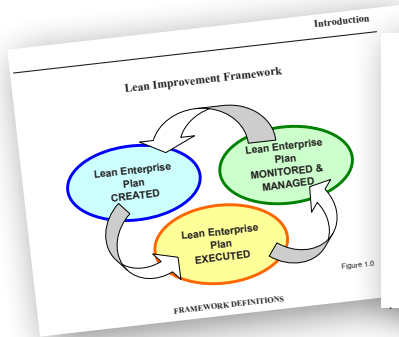 Introduction
Lean Improvement Framework
Lean Enterprise
Plan
CREATED
Lean Enterprise
Plan
MONITORED &
MANAGED
Lean Enterprise
Plan
EXECUTED
Figure 1.0
FRAMEWORK DEFINITIONS